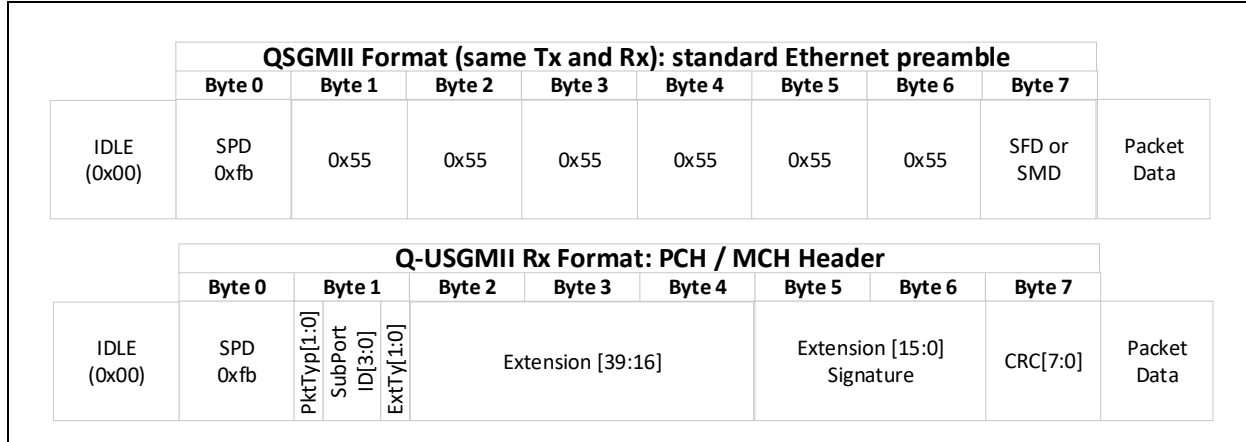 QSGMII Format (same Tx and Rx): standard Ethernet preamble
Byte 0 Byte 1 Byte 2 Byte 3 Byte 4 Byte 5 Byte 6 Byte 7
IDLE
(0x00)
SPD
0xfb
0x55
0x55
0x55
0x55
0x55
0x55
SFD or
SMD
Packet
Data
Q-USGMII Rx Format: PCH / MCH Header
Byte 0 Byte 1 Byte 2 Byte 3 Byte 4 Byte 5 Byte 6 Byte 7
IDLE
(0x00)
SPD
0xfb
PktTyp[1:0]
SubPort
ID[3:0]
ExtTy[1:0]
Extension [39:16]
Extension [15:0]
Signature
CRC[7:0]
Packet
Data